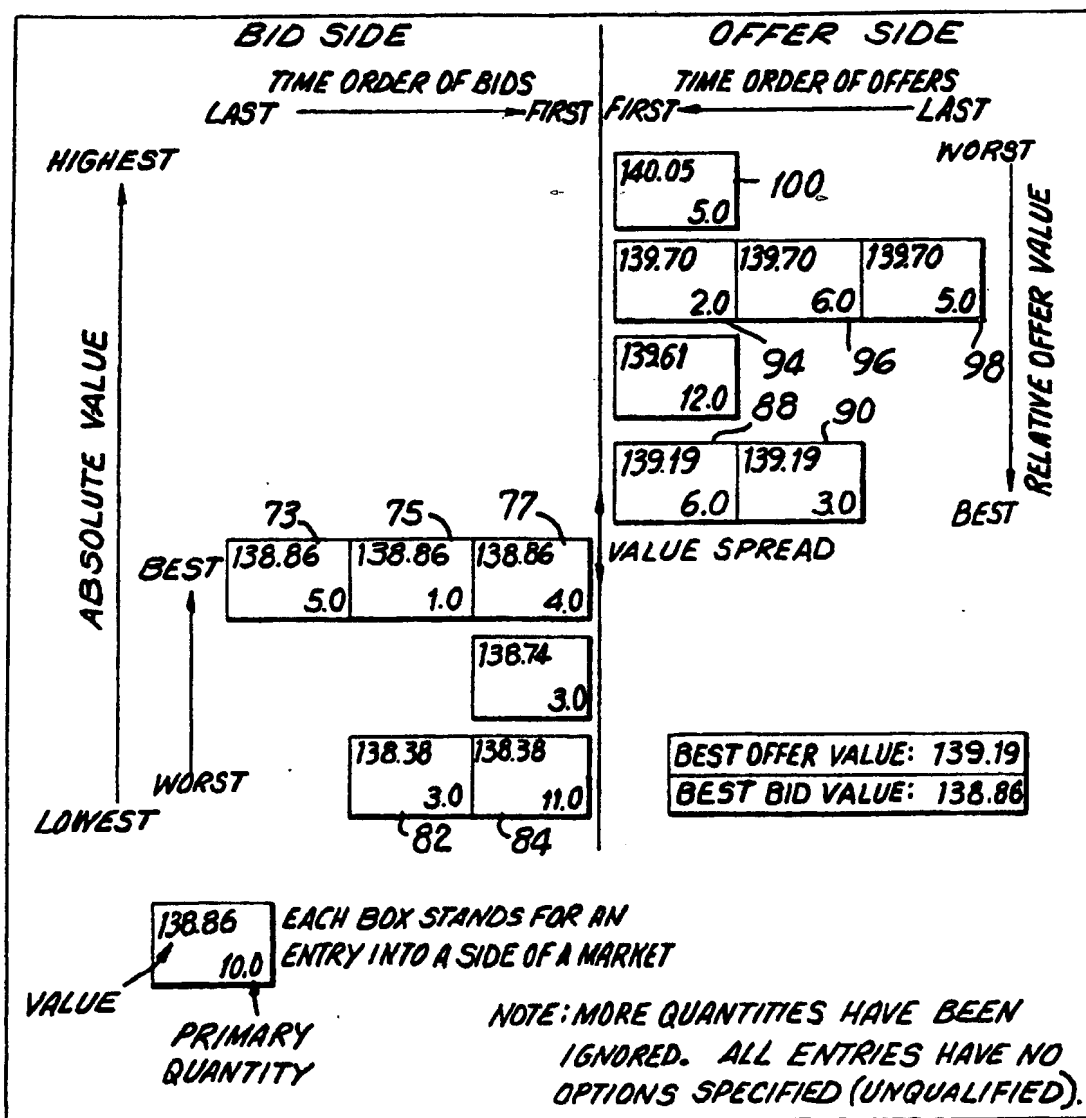 BID SIDE
OFFER SIDE
TIME ORDER OF BIDS
LAST FIRST
TIME ORDER OF OFFERS
FIRST LAST
HIGHEST
ABSOLUTE VALUE
LOWEST
WORST
RELATIVE OFFER VALUE
BEST
140.05
5.0
100
139.70 139.70 139.70
2.0 6.0 5.0
94 96 98
139.61
12.0
88 90
139.19 139.19
6.0 3.0
VALUE SPREAD
73 75 77
BEST
138.86 138.86 138.86
5.0 1.0 4.0
138.74
3.0
WORST
138.38 138.38
3.0 11.0
82 84
BEST OFFER VALUE: 139.19
BEST BID VALUE: 138.86
138.86
10.0
VALUE
PRIMARY
QUANTITY
EACH BOX STANDS FOR AN
ENTRY INTO A SIDE OF A MARKET
NOTE: MORE QUANTITIES HAVE BEEN
IGNORED. ALL ENTRIES HAVE NO
OPTIONS SPECIFIED (UNQUALIFIED).